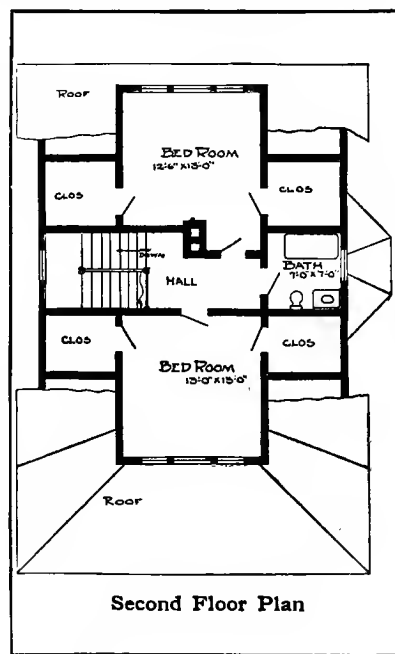 ROOF
BED ROOM
12'-6" X 13'-0"
CLOS
CLOS
DOWN
HALL
BATH
7'-0" X 7'-0"
CLOS
CLOS
BED ROOM
13'-0" X 13'-0"
ROOF
Second Floor Plan